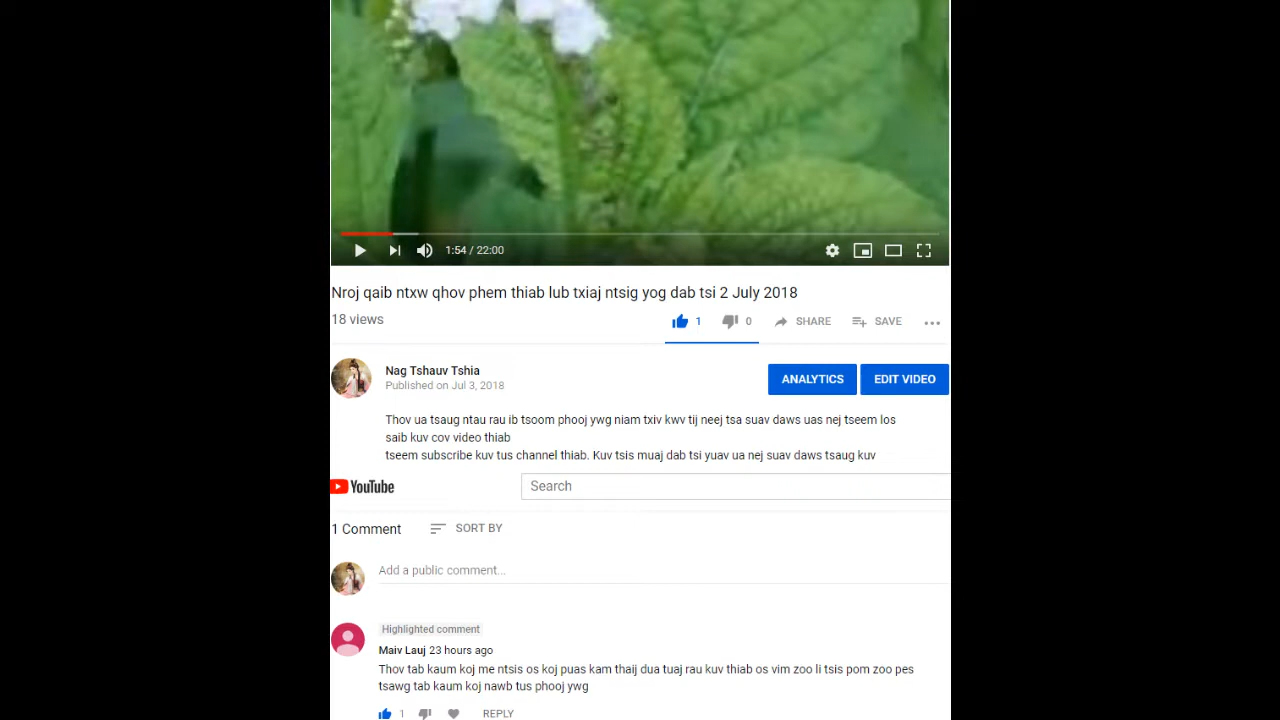 1:54 / 22:00
Nroj qaib ntxw qhov phem thiab lub txiaj ntsig yog dab tsi 2 July 2018
18 views
1 0 SHARE SAVE
Nag Tshauv Tshia
Published on Jul 3, 2018
ANALYTICS EDIT VIDEO
Thov ua tsaug ntau rau ib tsoom phooj ywg niam txiv kwv tij neej tsa suav daws uas nej tseem los
saib kuv cov video thiab
tseem subscribe kuv tus channel thiab. Kuv tsis muaj dab tsi yuav ua nej suav daws tsaug kuv
YouTube Search
1 Comment SORT BY
Add a public comment...
Highlighted comment
Maiv Lauj 23 hours ago
Thov tab kaum koj me ntsis os koj puas kam thaij dua tuaj rau kuv thiab os vim zoo li tsis pom zoo pes
tsawg tab kaum koj nawb tus phooj ywg
1 REPLY